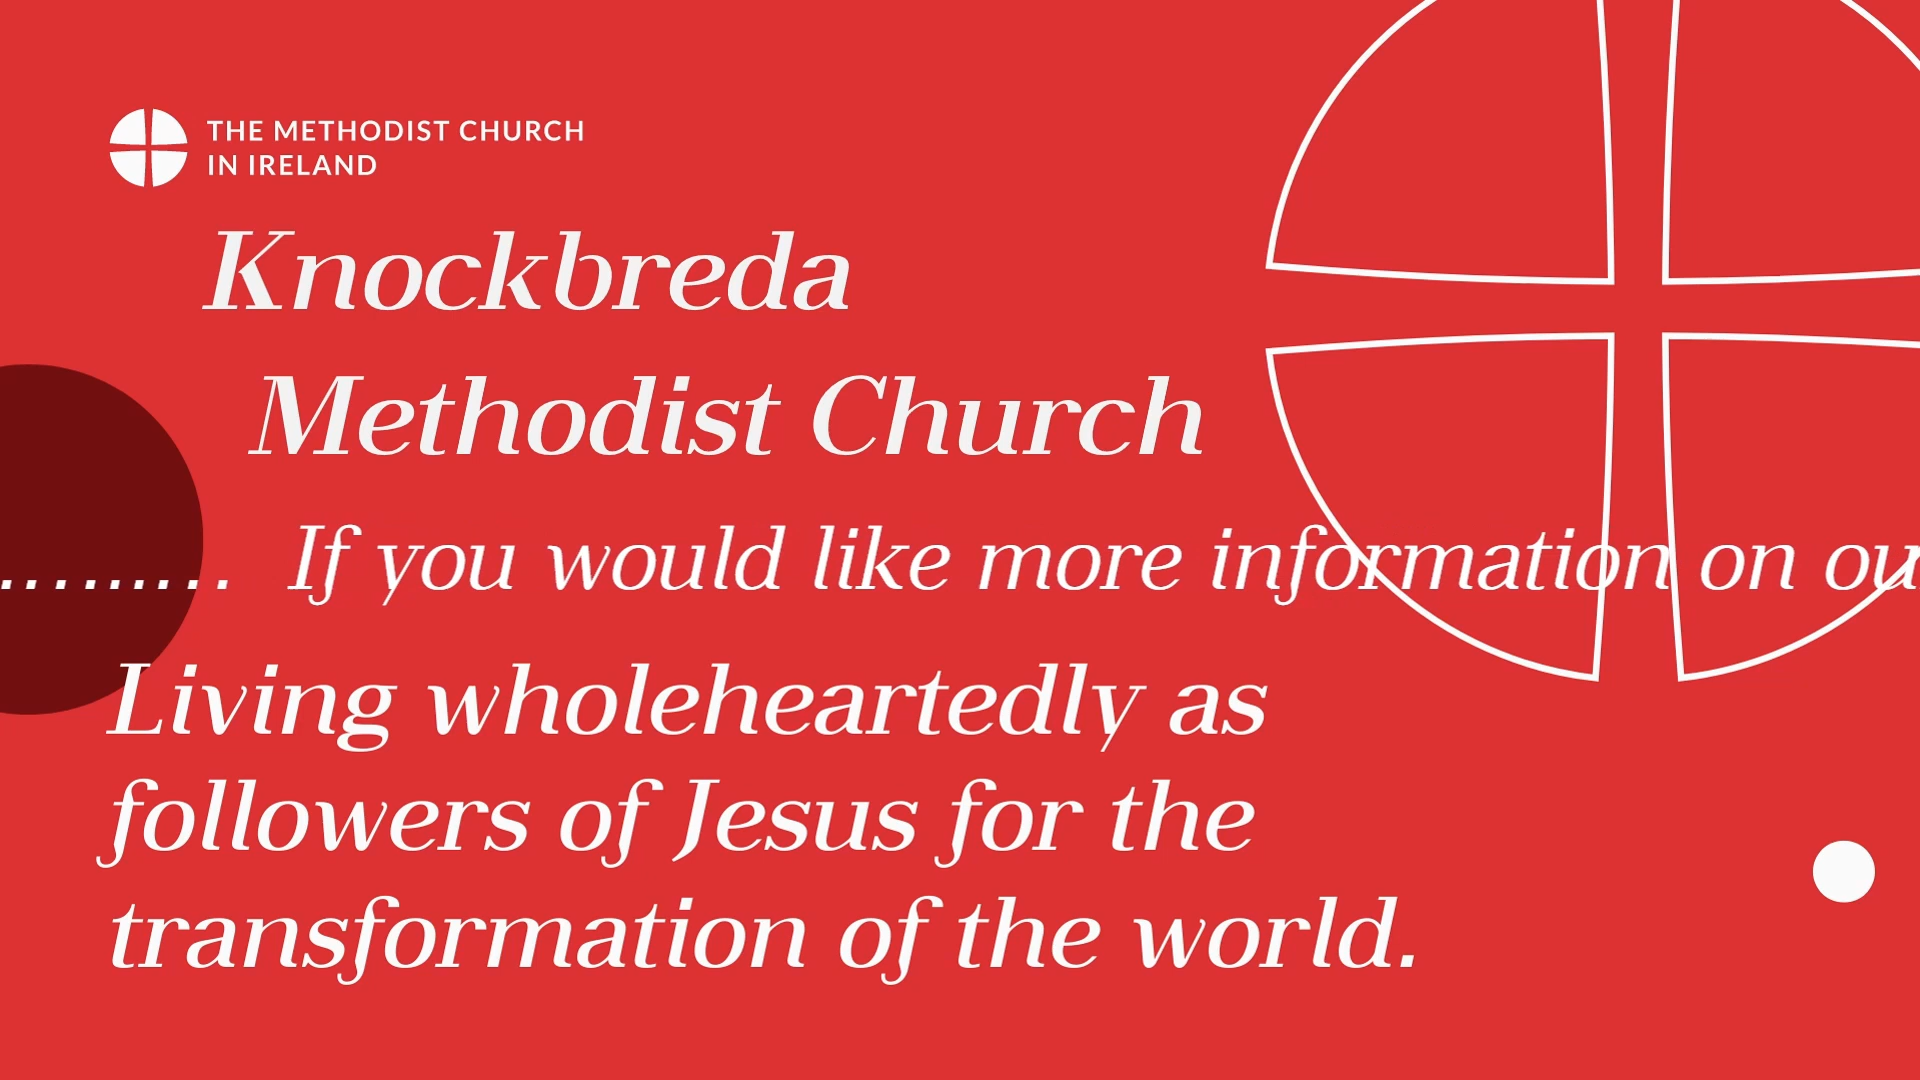 THE METHODIST CHURCH
IN IRELAND
Knockbreda
Methodist Church
......... If you would like more information on
Living wholeheartedly as
followers of Jesus for the
transformation of the world.